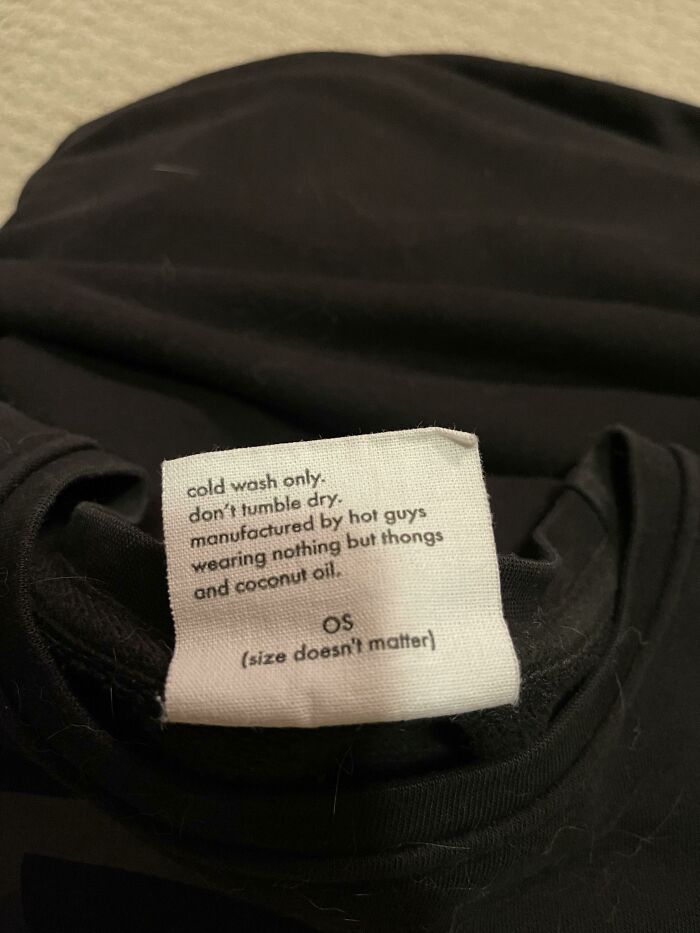 cold wash only.
don't tumble dry.
manufactured by hot guys
wearing nothing but thongs
and coconut oil.
OS
(size doesn't matter)